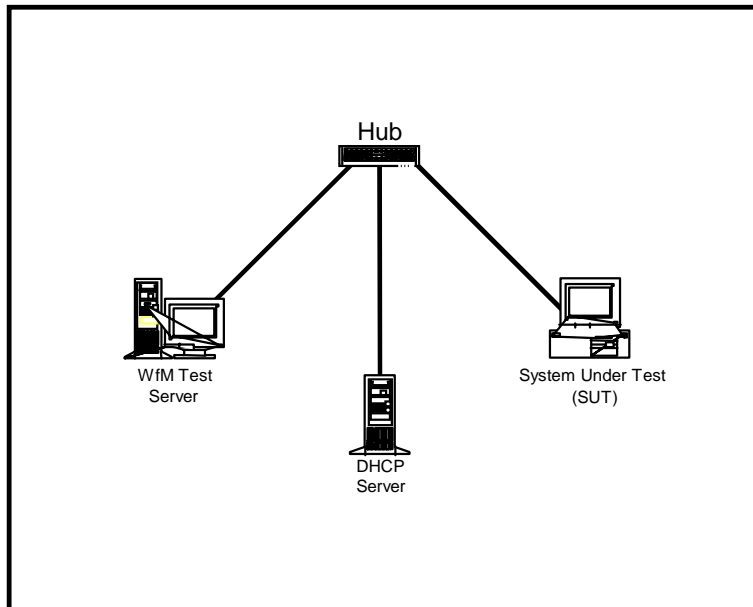 Hub
WfM Test
Server
System Under Test
(SUT)
DHCP
Server